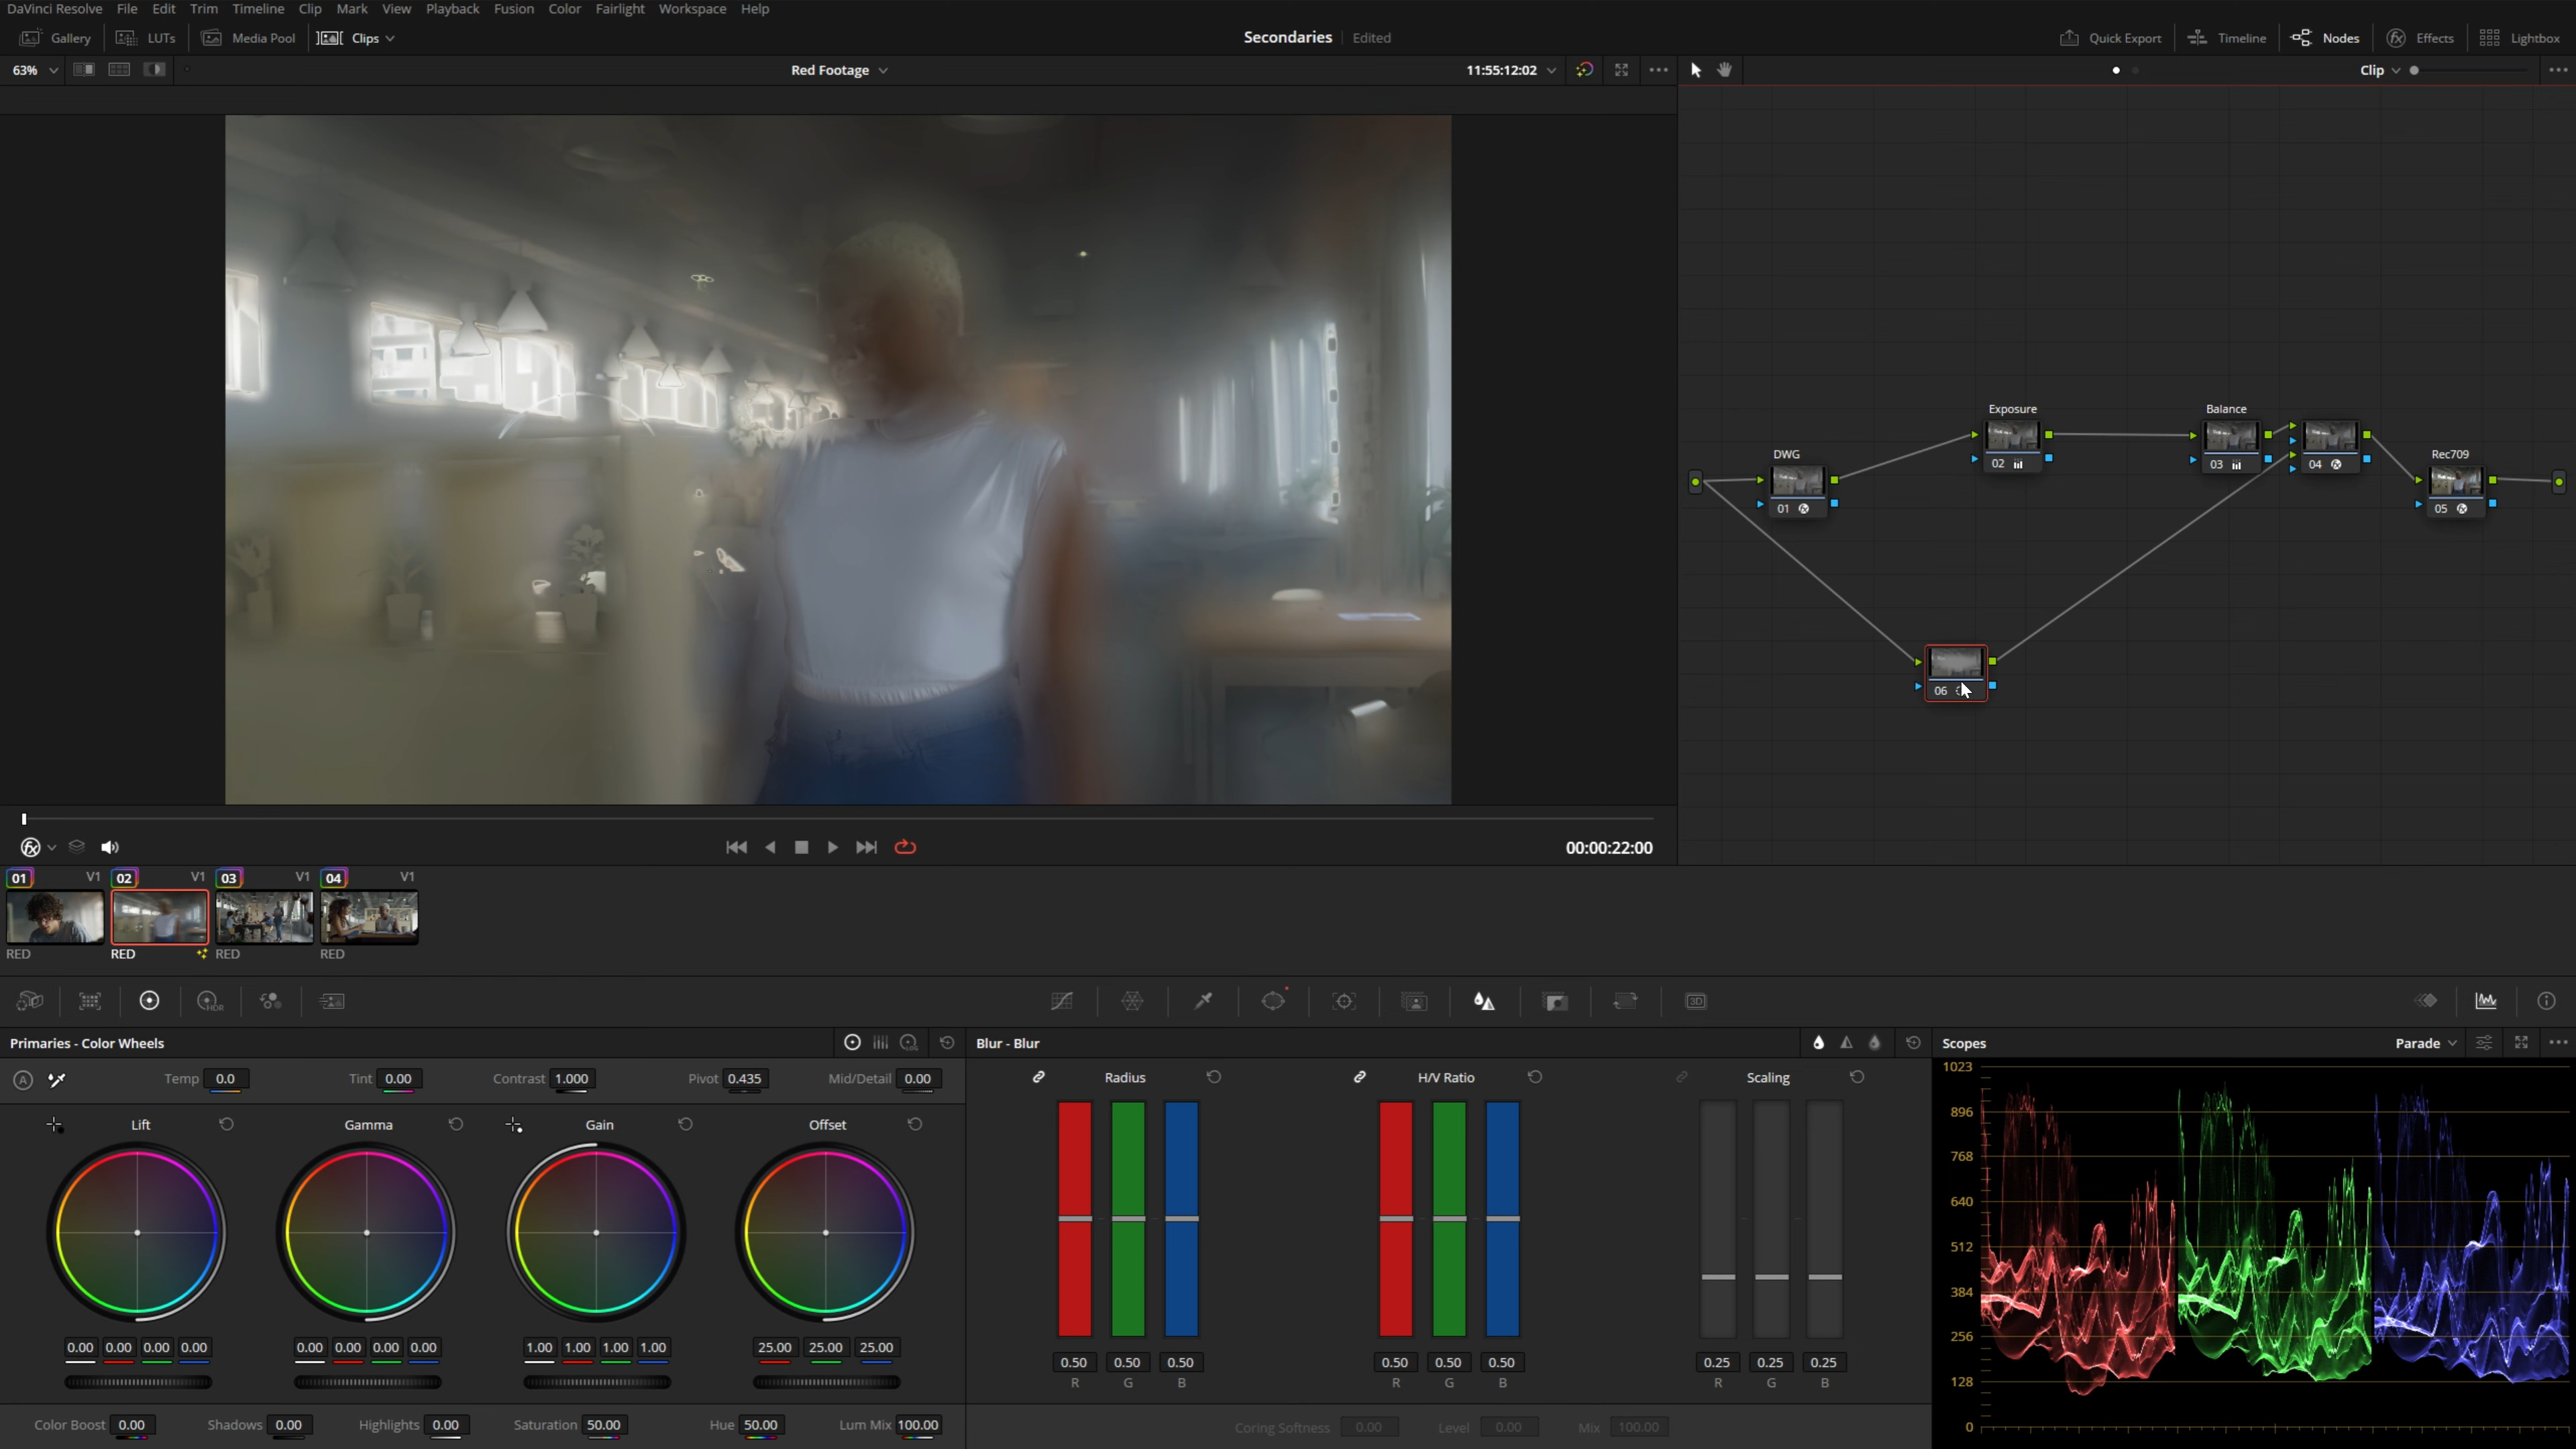 DaVinci Resolve File Edit Trim Timeline Clip Mark View Playback Fusion Color Fairlight Workspace Help
Gallery LUTs Media Pool Clips Secondaries Edited Quick Export Timeline Nodes Effects Lightbox
63% Red Footage 11:55:12:02 Clip
Exposure Balance
DWG Rec709
02 03 04
01 05
06
00:00:22:00
01 V1 02 V1 03 V1 04 V1
RED RED RED RED
HDR 3D
Primaries - Color Wheels Blur - Blur Scopes Parade
A Temp 0.0 Tint 0.00 Contrast 1.000 Pivot 0.435 Mid/Detail 0.00 Radius H/V Ratio Scaling
Lift Gamma Gain Offset
0.00 0.00 0.00 0.00 0.00 0.00 0.00 0.00 1.00 1.00 1.00 1.00 25.00 25.00 25.00
0.50 0.50 0.50 0.50 0.50 0.50 0.25 0.25 0.25
R G B R G B R G B
Color Boost 0.00 Shadows 0.00 Highlights 0.00 Saturation 50.00 Hue 50.00 Lum Mix 100.00 Coring Softness 0.00 Level 0.00 Mix 100.00
1023
896
768
640
512
384
256
128
0